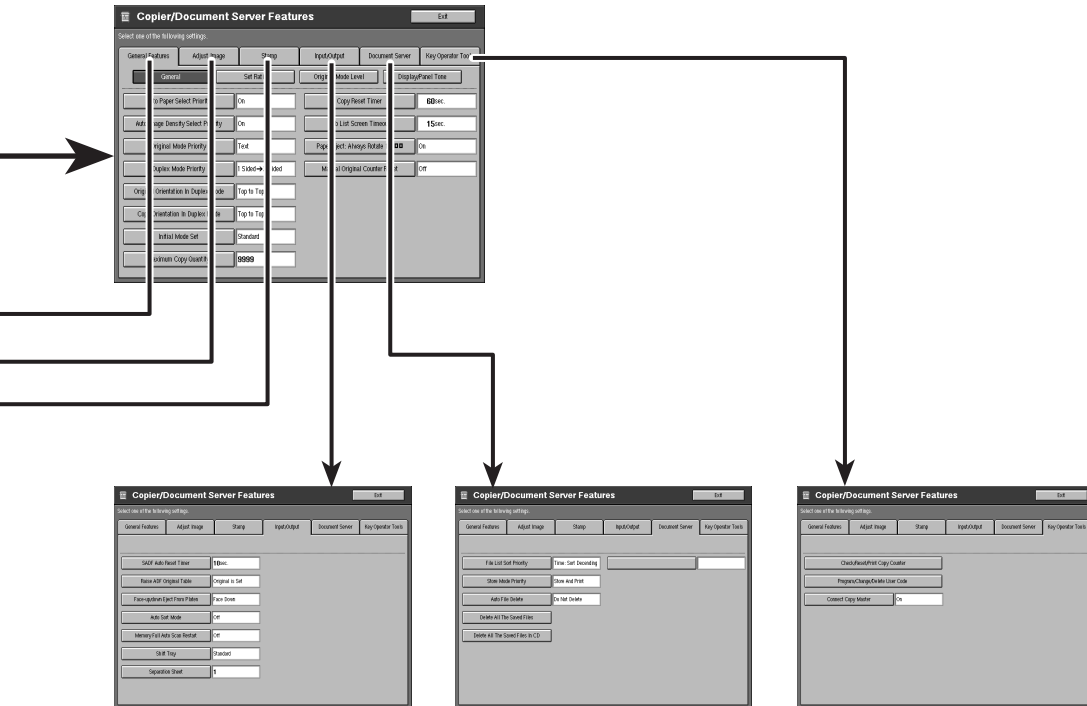 Copier/Document Server Features
Exit
Select one of the following settings.
General Features
Adjust Image
Stamp
Input/Output
Document Server
Key Operator Tools
General
Set Ratio
Original Mode Level
Display/Panel Tone
Paper Select Priority
On
Copy Reset Timer
60sec.
Image Density Select Priority
On
List Screen Timeout
15sec.
Original Mode Priority
Text
Paper Eject: Always Rotate
On
Duplex Mode Priority
1 Sided→ Sided
Manual Original Counter Reset
Off
Orientation In Duplex Mode
Top to Top
Orientation In Duplex
Top to Top
Initial Mode Set
Standard
Maximum Copy Quantity
9999
Copier/Document Server Features
Exit
Select one of the following settings.
General Features
Adjust Image
Stamp
Input/Output
Document Server
Key Operator Tools
SADF Auto Reset Timer
10sec.
Raise ADF Original Table
Original is Set
Face-up/down Eject From Platen
Face Down
Auto Sort Mode
Off
Memory Full Auto Scan Restart
Off
Shift Tray
Standard
Separation Sheet
1
Copier/Document Server Features
Exit
Select one of the following settings.
General Features
Adjust Image
Stamp
Input/Output
Document Server
Key Operator Tools
File List Sort Priority
Time: Sort Decending
Store Mode Priority
Store And Print
Auto File Delete
Do Not Delete
Delete All The Saved Files
Delete All The Saved Files In CD
Copier/Document Server Features
Exit
Select one of the following settings.
General Features
Adjust Image
Stamp
Input/Output
Document Server
Key Operator Tools
Check/Reset/Print Copy Counter
Program/Change/Delete User Code
Connect Copy Master
On